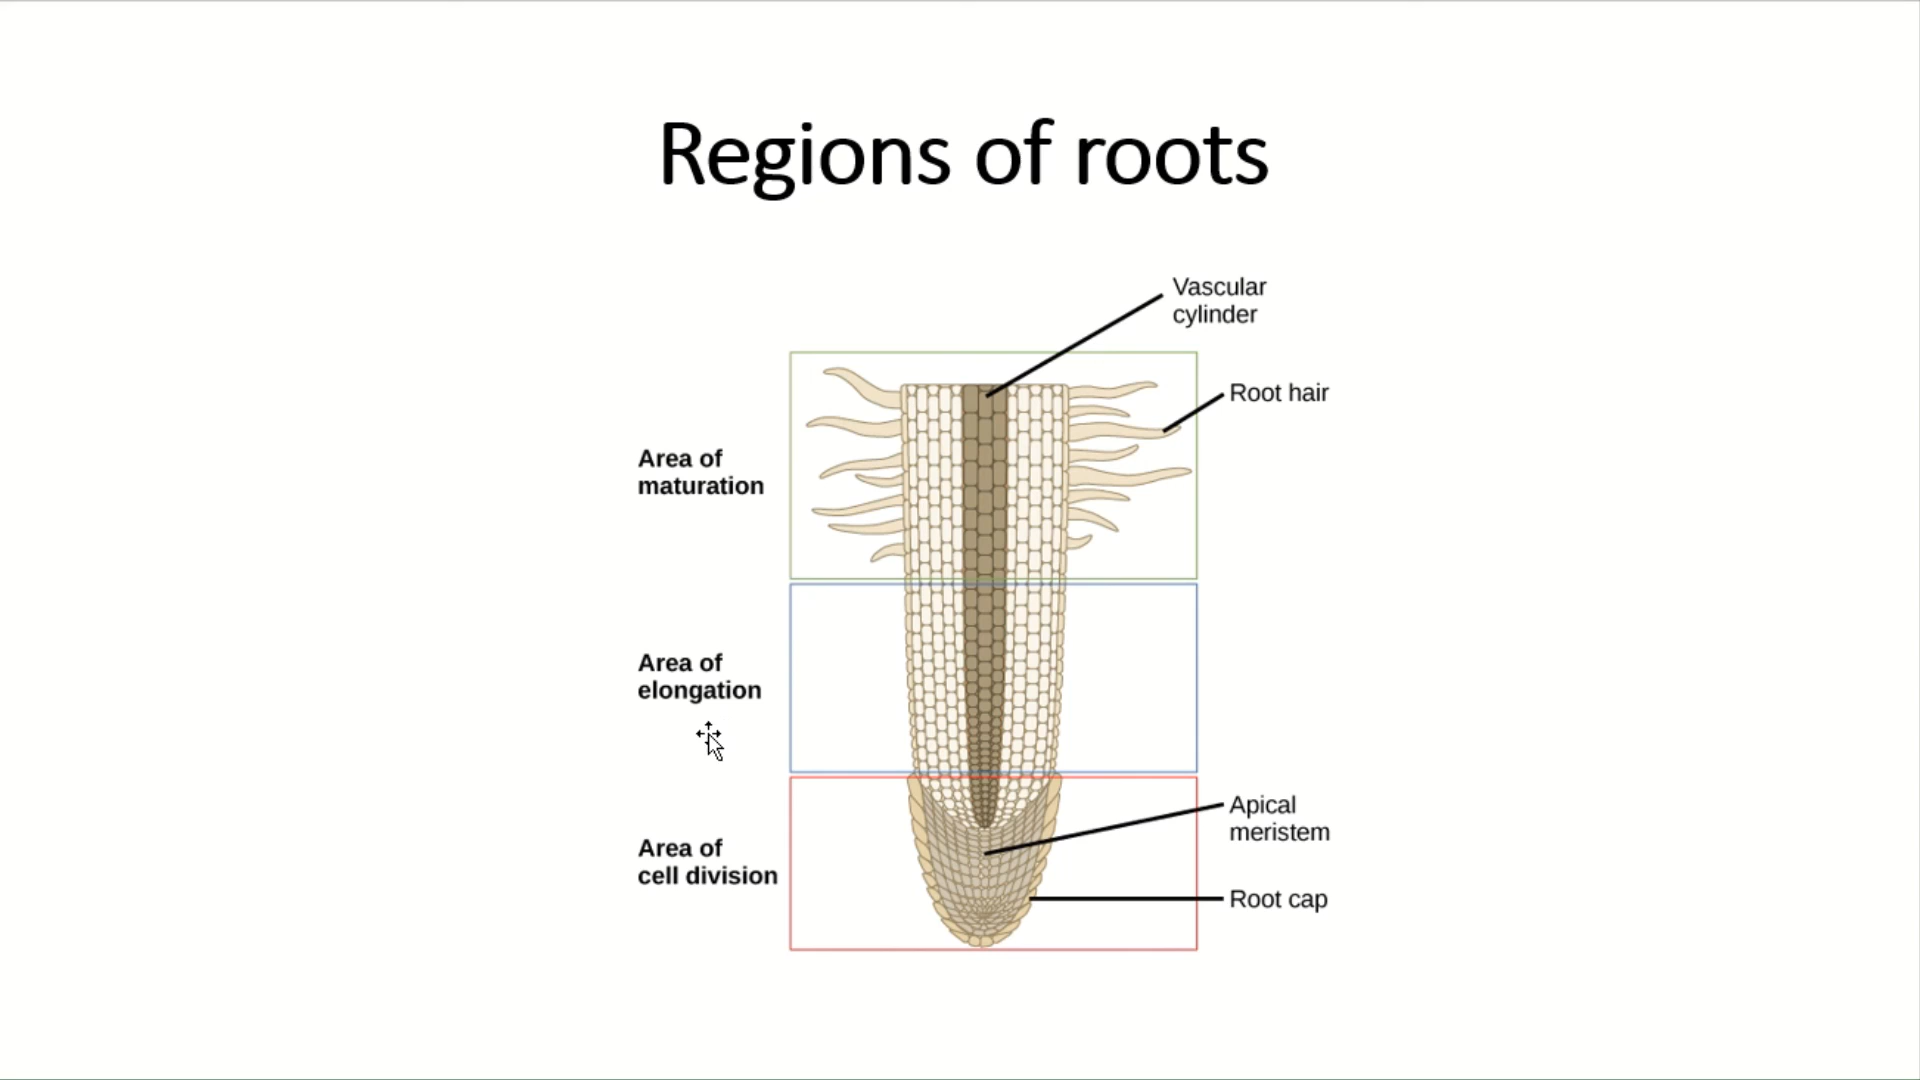 Regions of roots
Vascular
cylinder
Root hair
Area of
maturation
Area of
elongation
Apical
meristem
Area of
cell division
Root cap